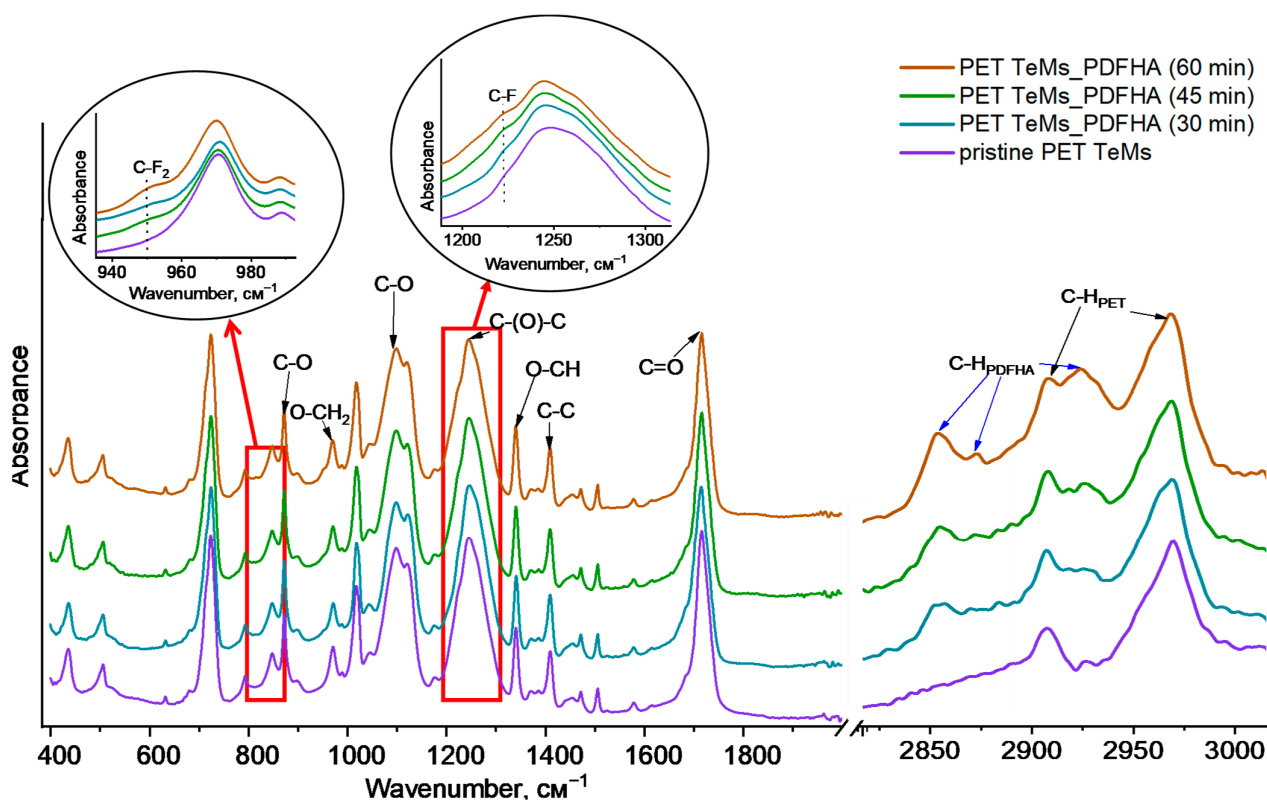 PET TeMs_PDFHA (60 min)
PET TeMs_PDFHA (45 min)
PET TeMs_PDFHA (30 min)
pristine PET TeMs
Absorbance
C-F₂
940 960 980
Wavenumber, см⁻¹
Absorbance
C-F
1200 1250 1300
Wavenumber, см⁻¹
Absorbance
C-O
O-CH₂
C-O
C-(O)-C
O-CH
C-C
C=O
C-H_PDFHA
C-H_PET
400 600 800 1000 1200 1400 1600 1800 2850 2900 2950 3000
Wavenumber, см⁻¹